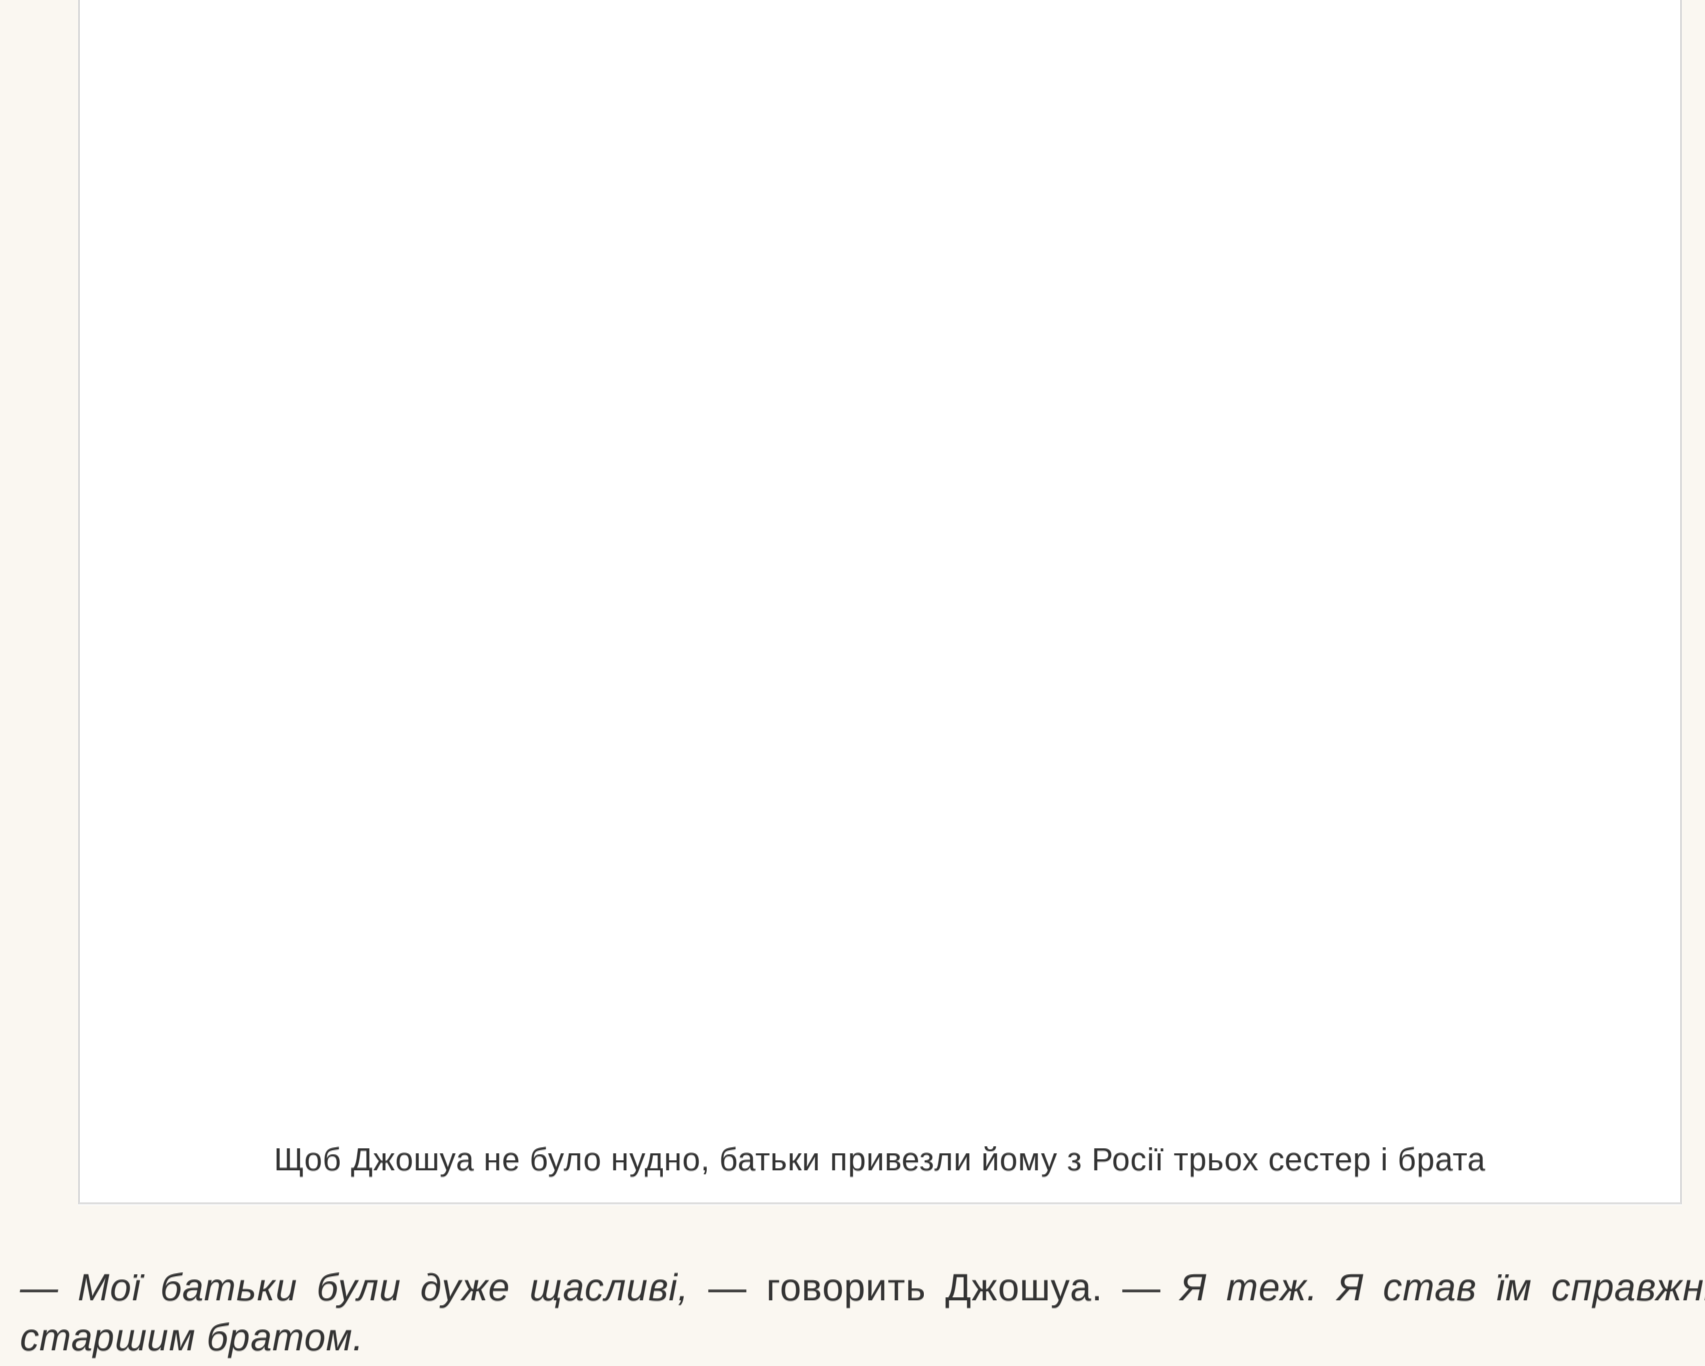 Щоб Джошуа не було нудно, батьки привезли йому з Росії трьох сестер і брата
— Мої батьки були дуже щасливі, — говорить Джошуа. — Я теж. Я став їм
старшим братом.